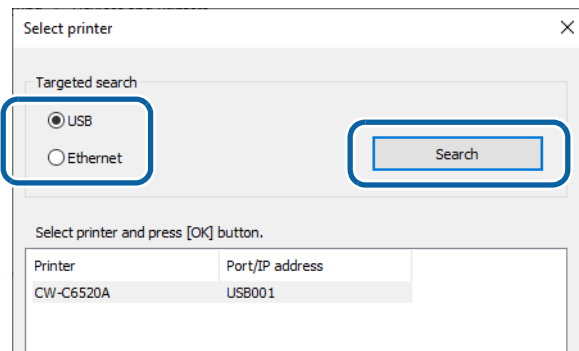 Select printer
Targeted search
USB
Ethernet
Search
Select printer and press [OK] button.
Printer Port/IP address
CW-C6520A USB001